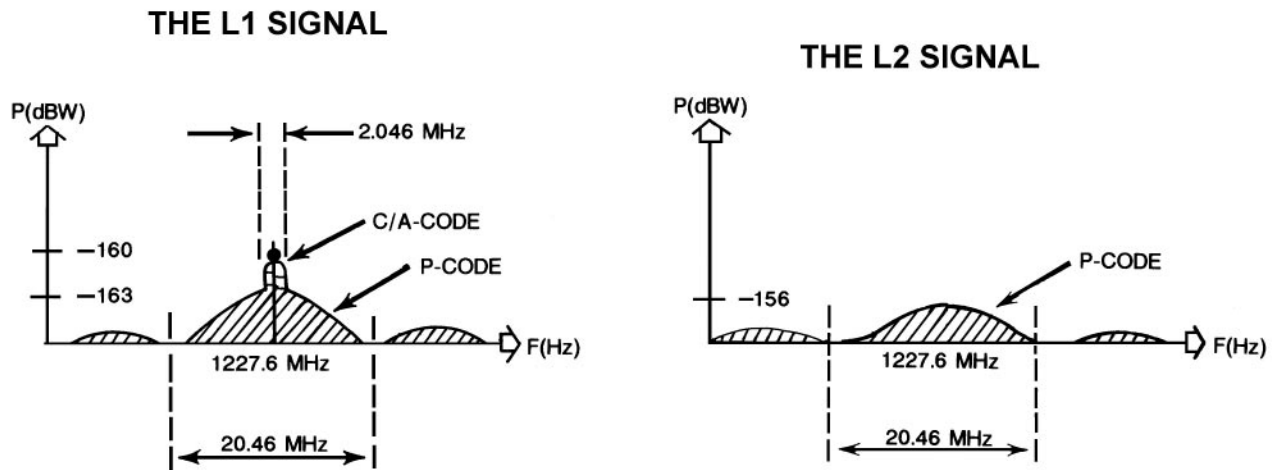 THE L1 SIGNAL
P(dBW)
2.046 MHz
C/A-CODE
−160
P-CODE
−163
F(Hz)
1227.6 MHz
20.46 MHz
THE L2 SIGNAL
P(dBW)
P-CODE
−156
F(Hz)
1227.6 MHz
20.46 MHz